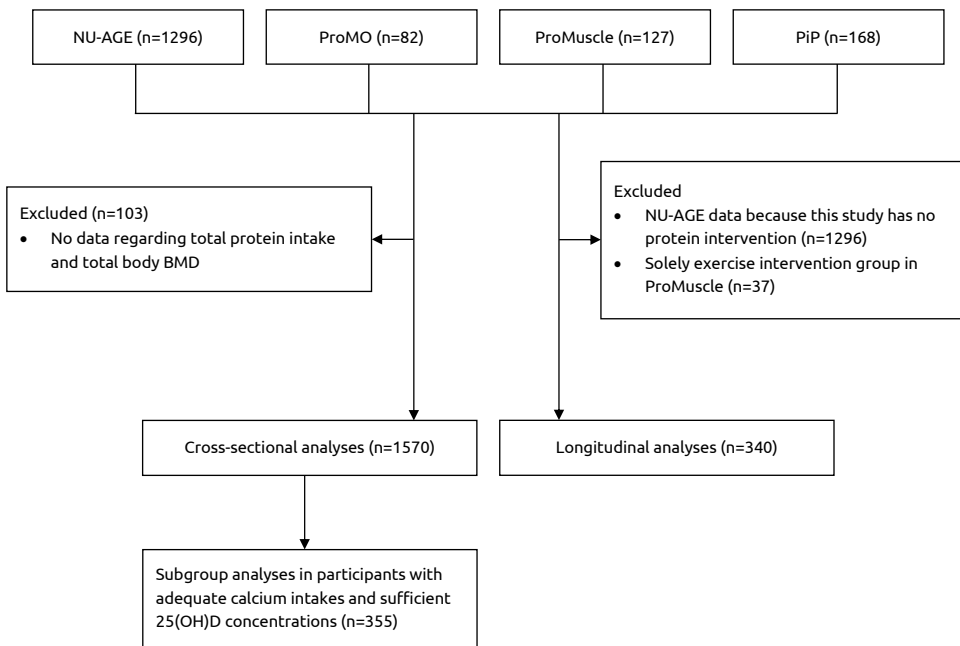 NU-AGE (n=1296)
ProMO (n=82)
ProMuscle (n=127)
PiP (n=168)
Excluded (n=103)
• No data regarding total protein intake
and total body BMD
Excluded
• NU-AGE data because this study has no
protein intervention (n=1296)
• Solely exercise intervention group in
ProMuscle (n=37)
Cross-sectional analyses (n=1570)
Longitudinal analyses (n=340)
Subgroup analyses in participants with
adequate calcium intakes and sufficient
25(OH)D concentrations (n=355)